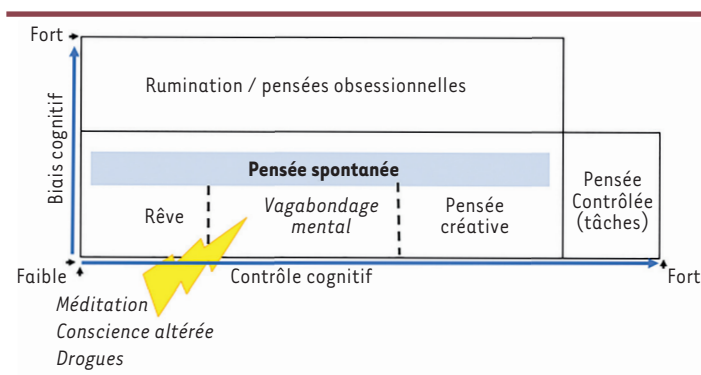 Fort
Biais cognitif
Rumination / pensées obsessionnelles
Pensée spontanée
Rêve
Vagabondage
mental
Pensée
créative
Pensée
Contrôlée
(tâches)
Faible
Contrôle cognitif
Fort
Méditation
Conscience altérée
Drogues